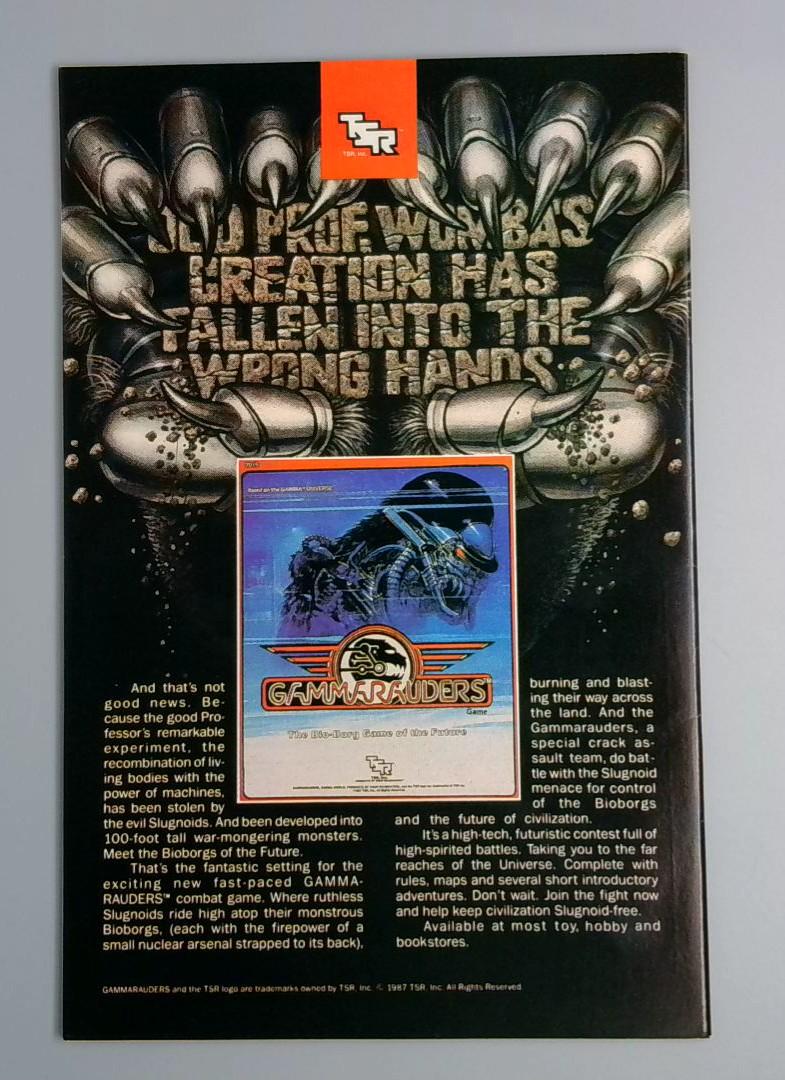 TSR
TSR, Inc.
OLD PROF. WOMBA'S
CREATION HAS
FALLEN INTO THE
WRONG HANDS.
Based on the GAMMA™ UNIVERSE
GAMMARAUDERS™
Game
The Bio-Borg Game of the Future
TSR
TSR, Inc.
And that's not
good news. Be-
cause the good Pro-
fessor's remarkable
experiment, the
recombination of liv-
ing bodies with the
power of machines,
has been stolen by
the evil Slugnoids. And been developed into
100-foot tall war-mongering monsters.
Meet the Bioborgs of the Future.
That's the fantastic setting for the
exciting new fast-paced GAMMA-
RAUDERS™ combat game. Where ruthless
Slugnoids ride high atop their monstrous
Bioborgs, (each with the firepower of a
small nuclear arsenal strapped to its back),
burning and blast-
ing their way across
the land. And the
Gammarauders, a
special crack as-
sault team, do bat-
tle with the Slugnoid
menace for control
of the Bioborgs
and the future of civilization.
It's a high-tech, futuristic contest full of
high-spirited battles. Taking you to the far
reaches of the Universe. Complete with
rules, maps and several short introductory
adventures. Don't wait. Join the fight now
and help keep civilization Slugnoid-free.
Available at most toy, hobby and
bookstores.
GAMMARAUDERS and the TSR logo are trademarks owned by TSR, Inc. © 1987 TSR, Inc. All Rights Reserved.